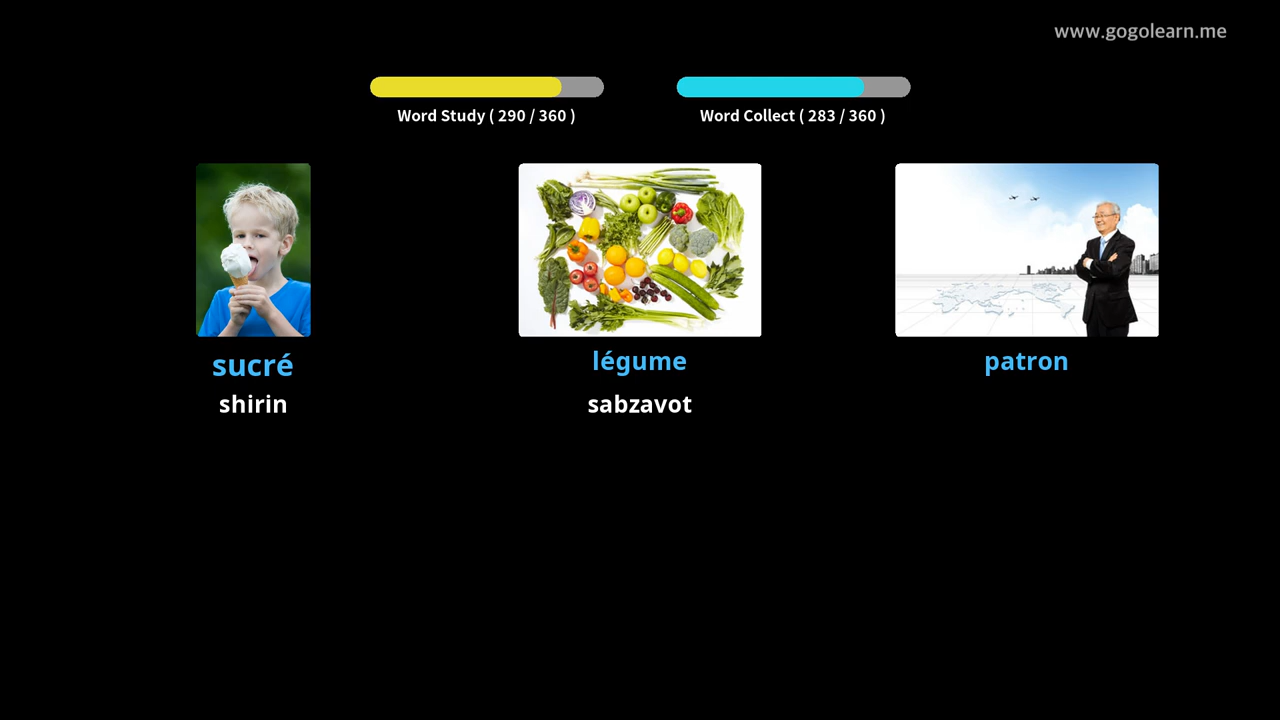 www.gogolearn.me
Word Study ( 290 / 360 )
Word Collect ( 283 / 360 )
sucré
légume
patron
shirin
sabzavot